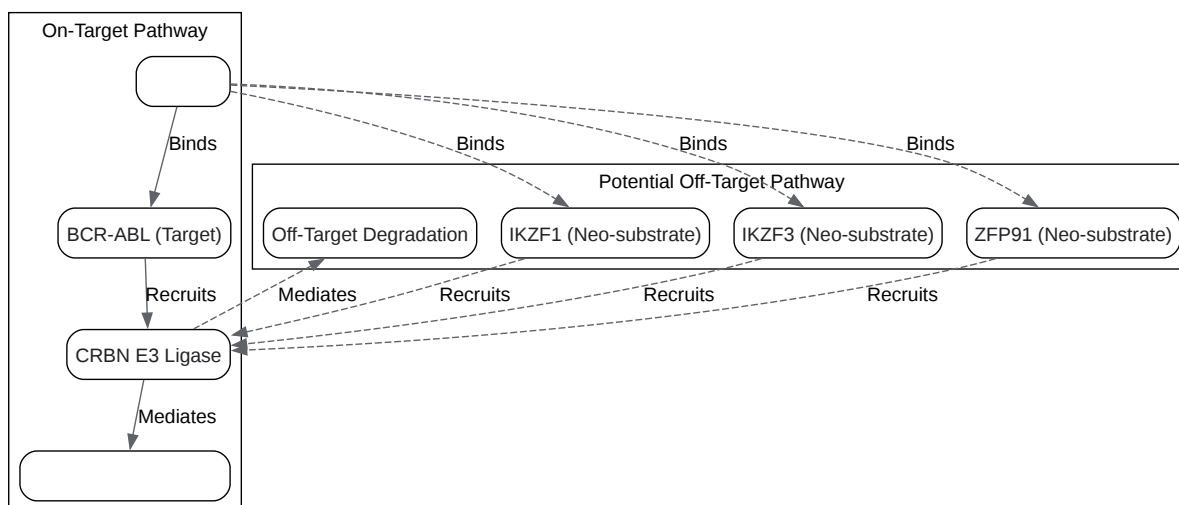 On-Target Pathway
Binds
Binds
Binds
Binds
Potential Off-Target Pathway
BCR-ABL (Target)
Off-Target Degradation
IKZF1 (Neo-substrate)
IKZF3 (Neo-substrate)
ZFP91 (Neo-substrate)
Recruits
Mediates
Recruits
Recruits
Recruits
CRBN E3 Ligase
Mediates